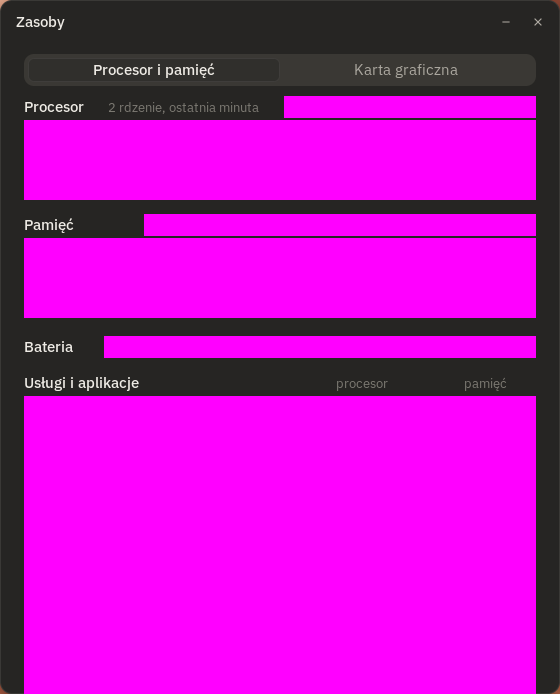 Zasoby
Procesor i pamięć Karta graficzna
Procesor 2 rdzenie, ostatnia minuta
Pamięć
Bateria
Usługi i aplikacje procesor pamięć